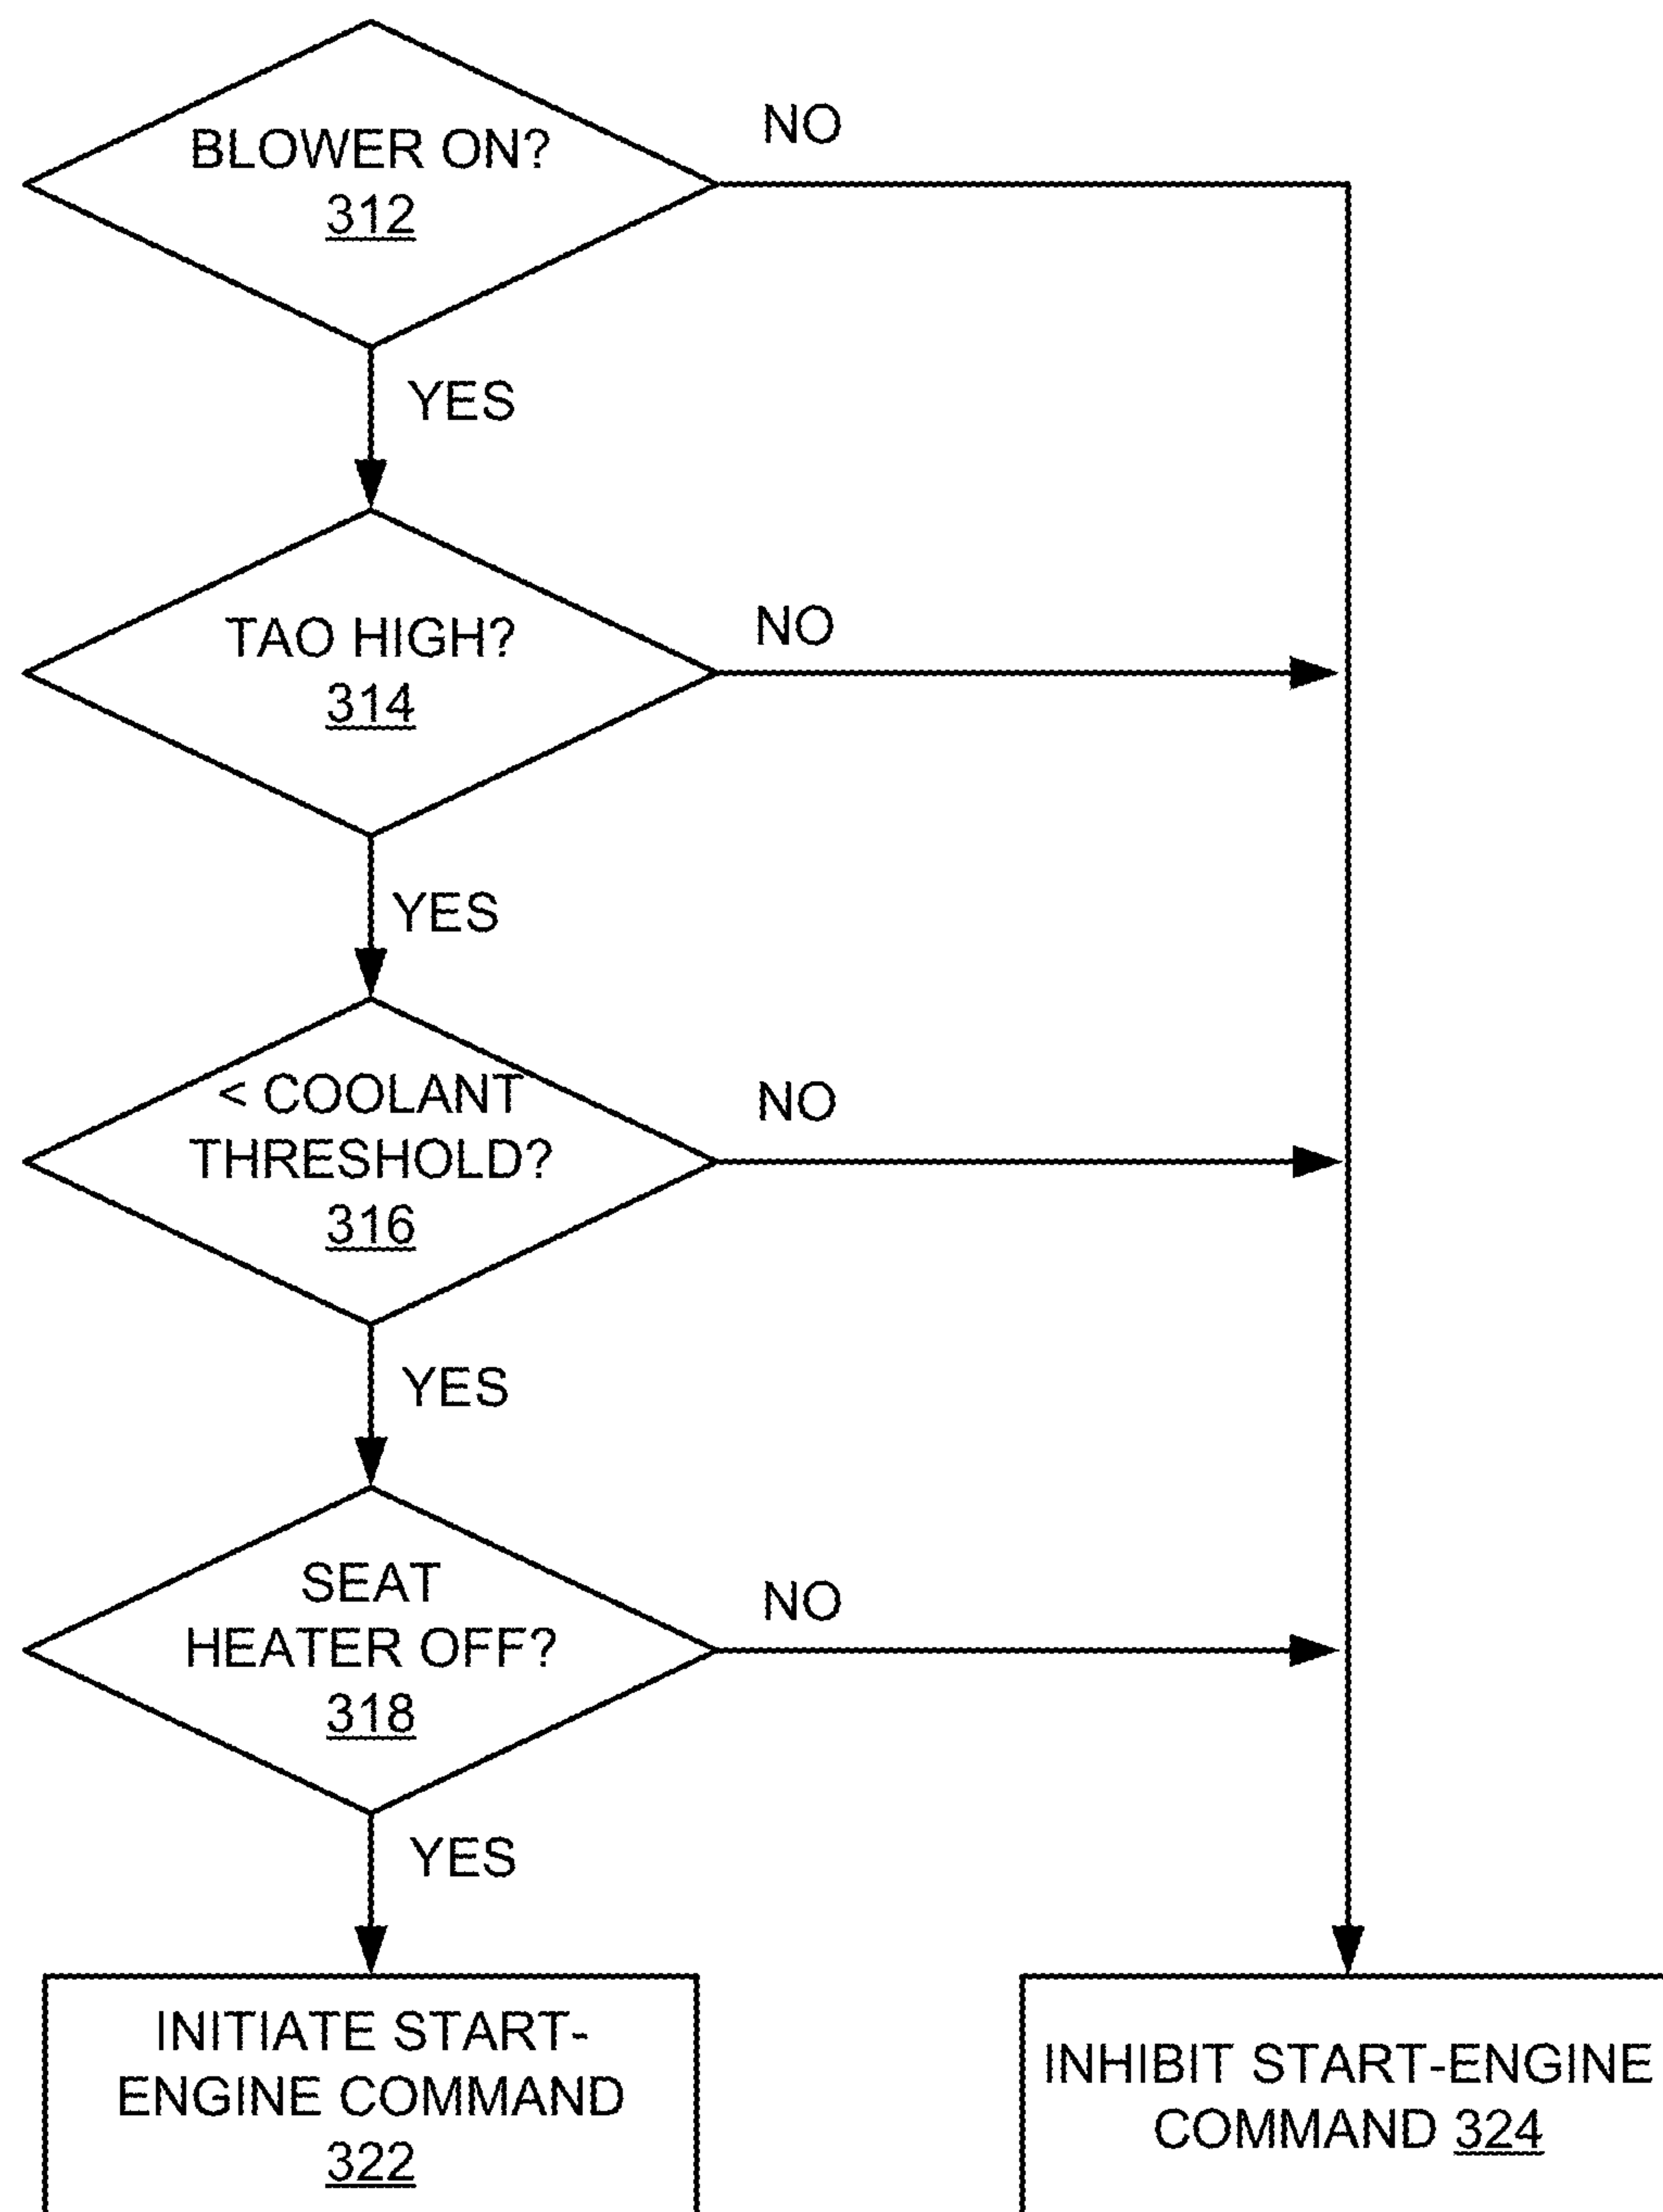 BLOWER ON?
312
NO
YES
TAO HIGH?
314
NO
YES
< COOLANT
THRESHOLD?
316
NO
YES
SEAT
HEATER OFF?
318
NO
YES
INITIATE START-
ENGINE COMMAND
322
INHIBIT START-ENGINE
COMMAND 324